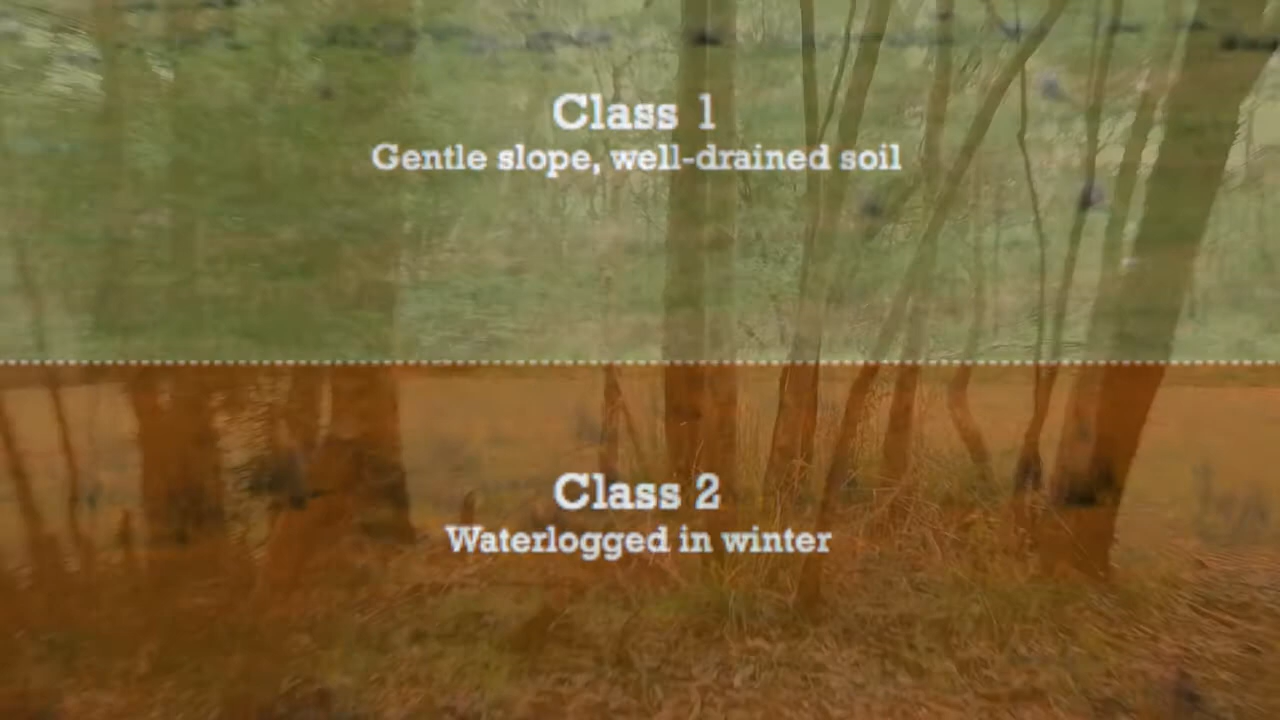 Class 1
Gentle slope, well-drained soil
Class 2
Waterlogged in winter